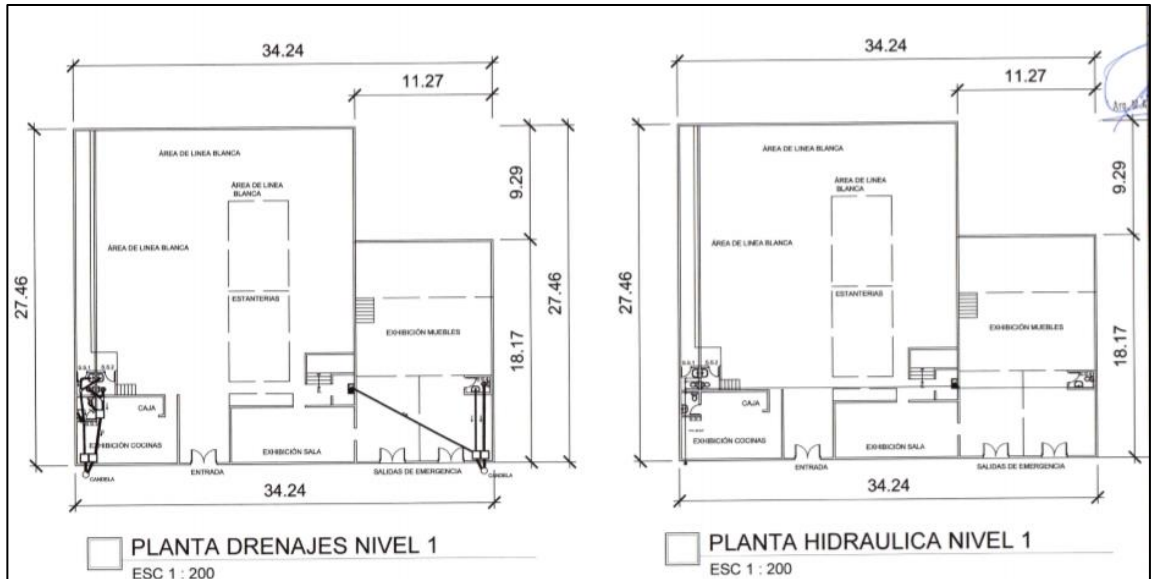 34.24
11.27
ÁREA DE LINEA BLANCA
ÁREA DE LINEA
BLANCA
9.29
ÁREA DE LINEA BLANCA
27.46
27.46
ESTANTERIAS
EXHIBICIÓN MUEBLES
18.17
S.S.1
S.S.2
CAJA
EXHIBICIÓN COCINAS
EXHIBICIÓN SALA
ENTRADA
SALIDAS DE EMERGENCIA
CANDELA
CANDELA
34.24
PLANTA DRENAJES NIVEL 1
ESC 1 : 200
34.24
11.27
ÁREA DE LINEA BLANCA
ÁREA DE LINEA
BLANCA
9.29
ÁREA DE LINEA BLANCA
27.46
ESTANTERIAS
EXHIBICIÓN MUEBLES
18.17
S.S.1
S.S.2
CAJA
EXHIBICIÓN COCINAS
EXHIBICIÓN SALA
ENTRADA
SALIDAS DE EMERGENCIA
34.24
PLANTA HIDRAULICA NIVEL 1
ESC 1 : 200